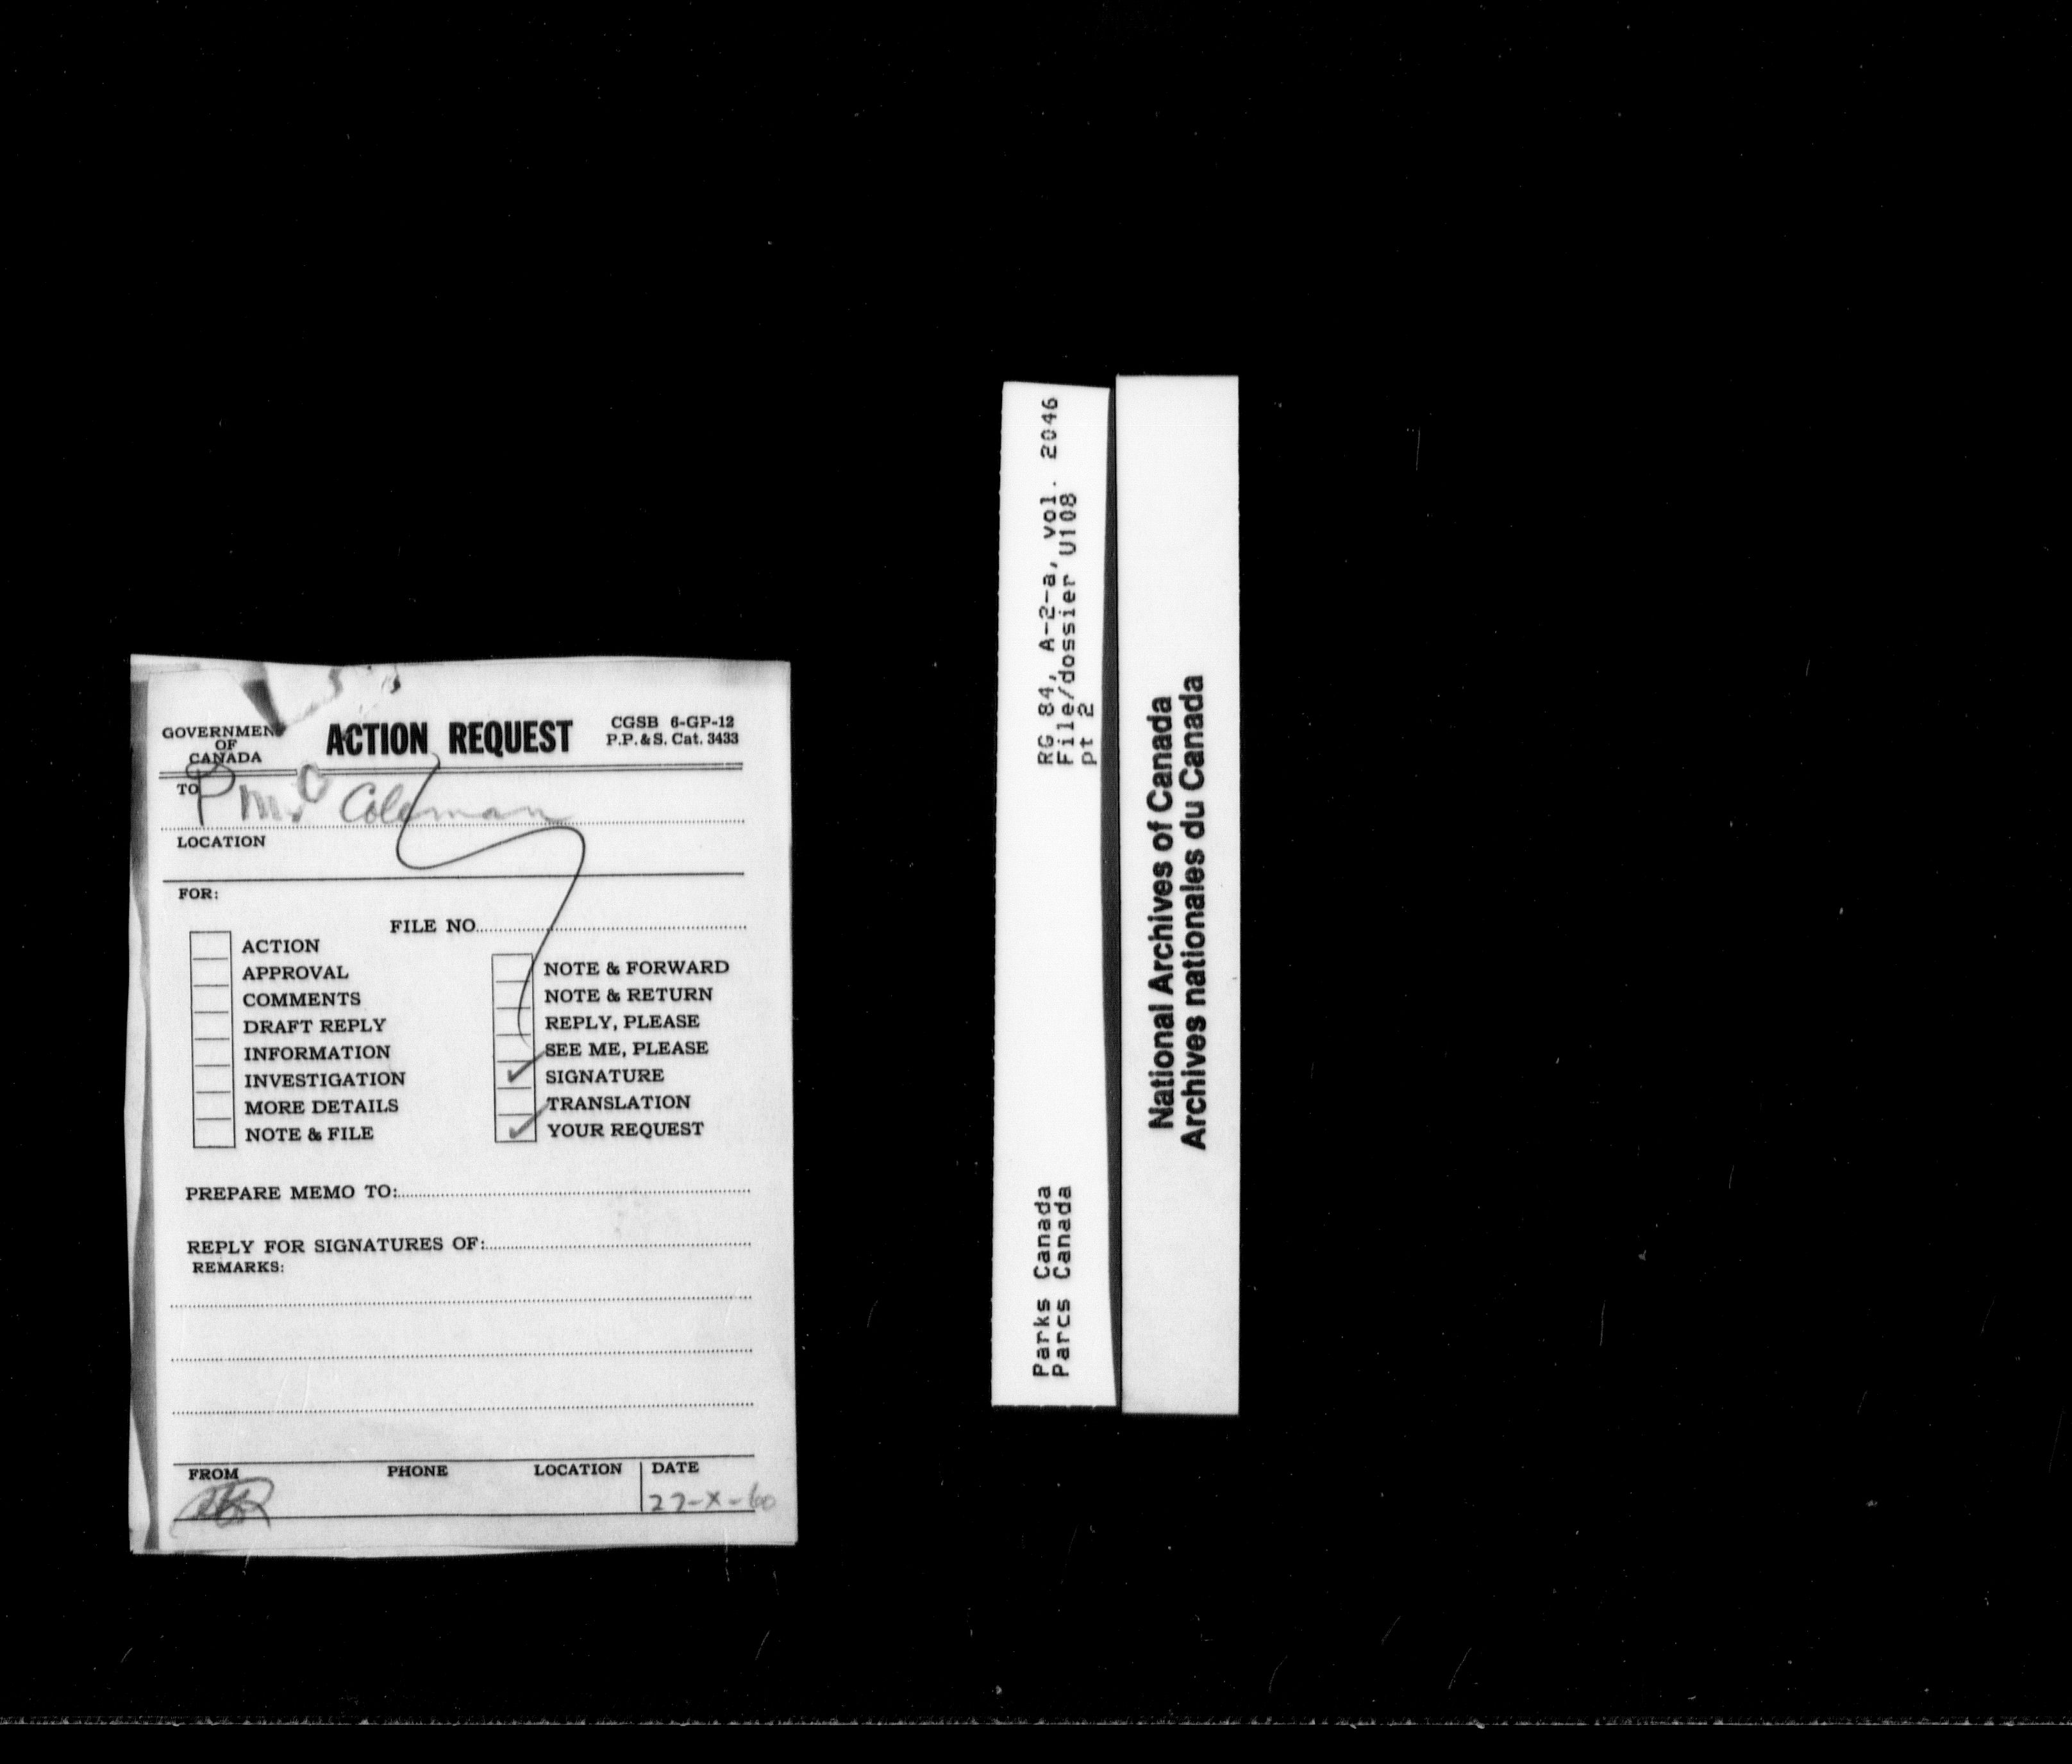 GOVERNMENT
OF
CANADA
ACTION REQUEST
CGSB 6-GP-12
P.P. & S. Cat. 3433
TO
Mr. Coleman
LOCATION
FOR:
FILE NO.
ACTION
APPROVAL
COMMENTS
DRAFT REPLY
INFORMATION
INVESTIGATION
MORE DETAILS
NOTE & FILE
NOTE & FORWARD
NOTE & RETURN
REPLY, PLEASE
SEE ME, PLEASE
SIGNATURE
TRANSLATION
YOUR REQUEST
PREPARE MEMO TO:
REPLY FOR SIGNATURES OF:
REMARKS:
FROM PHONE LOCATION DATE
27-X-60
RG 84, A-2-a, vol. 2046
File/dossier U108
pt 2
Parks Canada
Parcs Canada
National Archives of Canada
Archives nationales du Canada